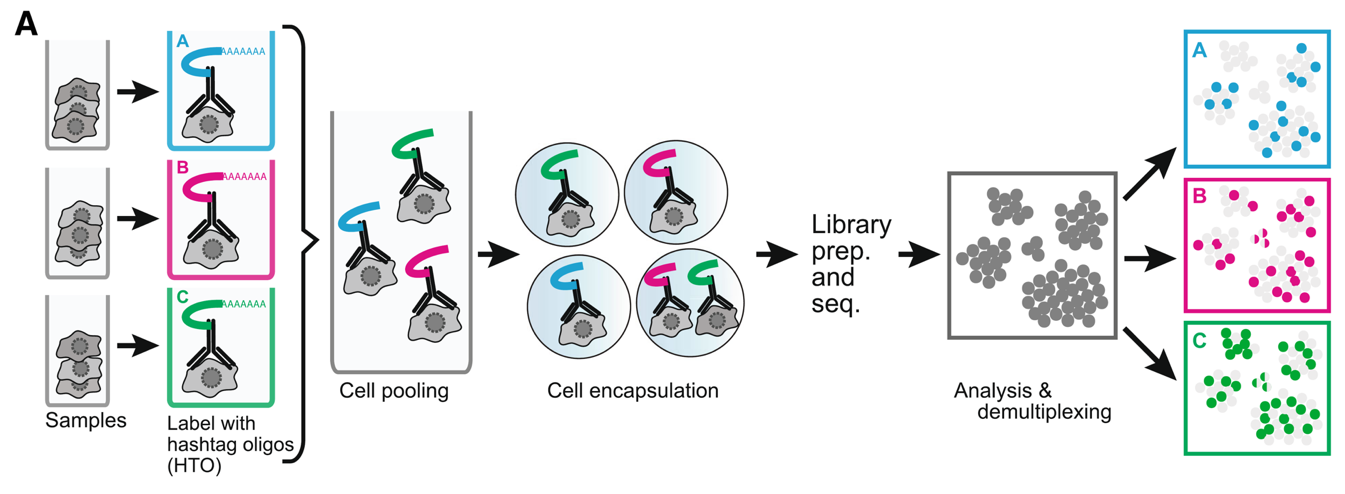 A
A
AAAAAAA
B
AAAAAAA
C
AAAAAAA
Samples
Label with
hashtag oligos
(HTO)
Cell pooling
Cell encapsulation
Library
prep.
and
seq.
Analysis &
demultiplexing
A
B
C